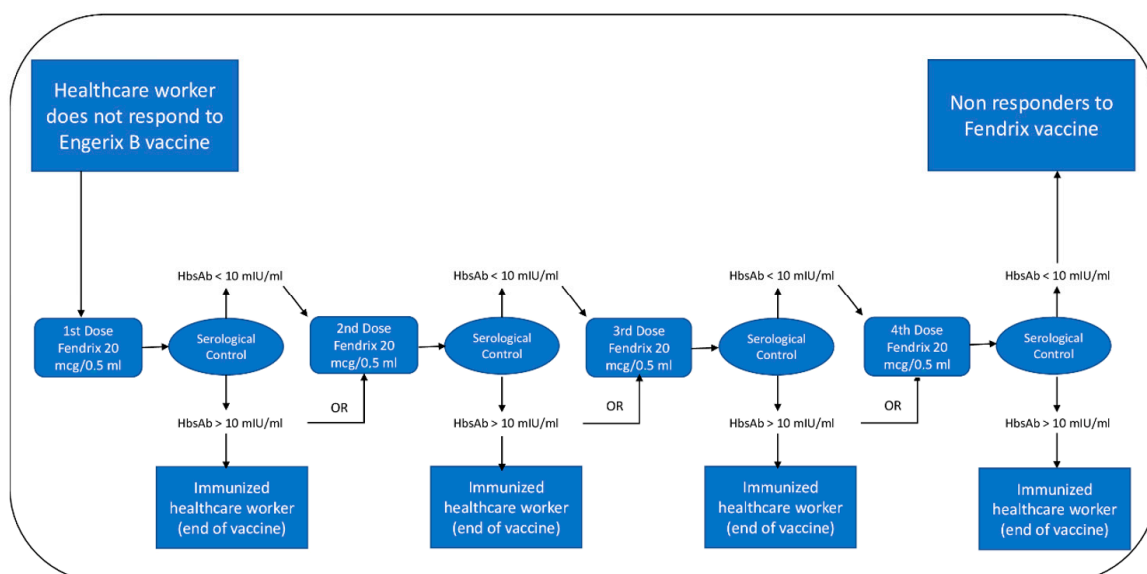 Healthcare worker
does not respond to
Engerix B vaccine
Non responders to
Fendrix vaccine
HbsAb < 10 mIU/ml
HbsAb < 10 mIU/ml
HbsAb < 10 mIU/ml
HbsAb < 10 mIU/ml
1st Dose
Fendrix 20
mcg/0.5 ml
Serological
Control
2nd Dose
Fendrix 20
mcg/0.5 ml
Serological
Control
3rd Dose
Fendrix 20
mcg/0.5 ml
Serological
Control
4th Dose
Fendrix 20
mcg/0.5 ml
Serological
Control
OR
OR
OR
HbsAb > 10 mIU/ml
HbsAb > 10 mIU/ml
HbsAb > 10 mIU/ml
HbsAb > 10 mIU/ml
Immunized
healthcare worker
(end of vaccine)
Immunized
healthcare worker
(end of vaccine)
Immunized
healthcare worker
(end of vaccine)
Immunized
healthcare worker
(end of vaccine)